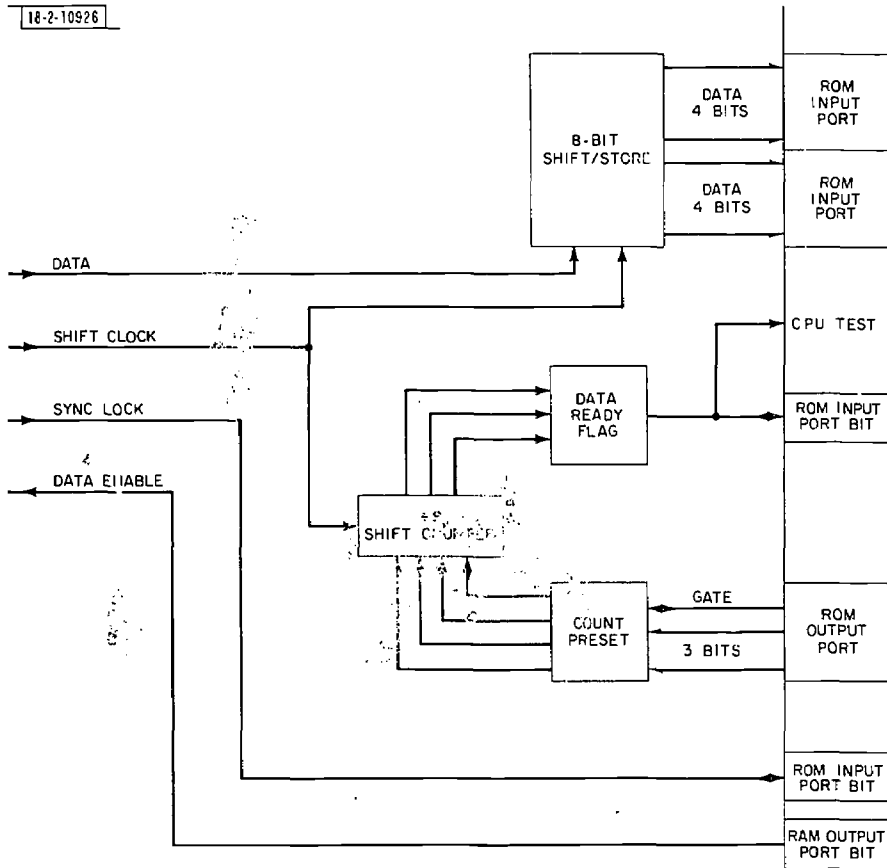 18-2-10926
8-BIT
SHIFT/STORE
DATA
4 BITS
DATA
4 BITS
ROM
INPUT
PORT
ROM
INPUT
PORT
DATA
SHIFT CLOCK
SYNC LOCK
DATA ENABLE
CPU TEST
DATA
READY
FLAG
ROM INPUT
PORT BIT
SHIFT COUNTER
COUNT
PRESET
GATE
3 BITS
ROM
OUTPUT
PORT
ROM INPUT
PORT BIT
RAM OUTPUT
PORT BIT